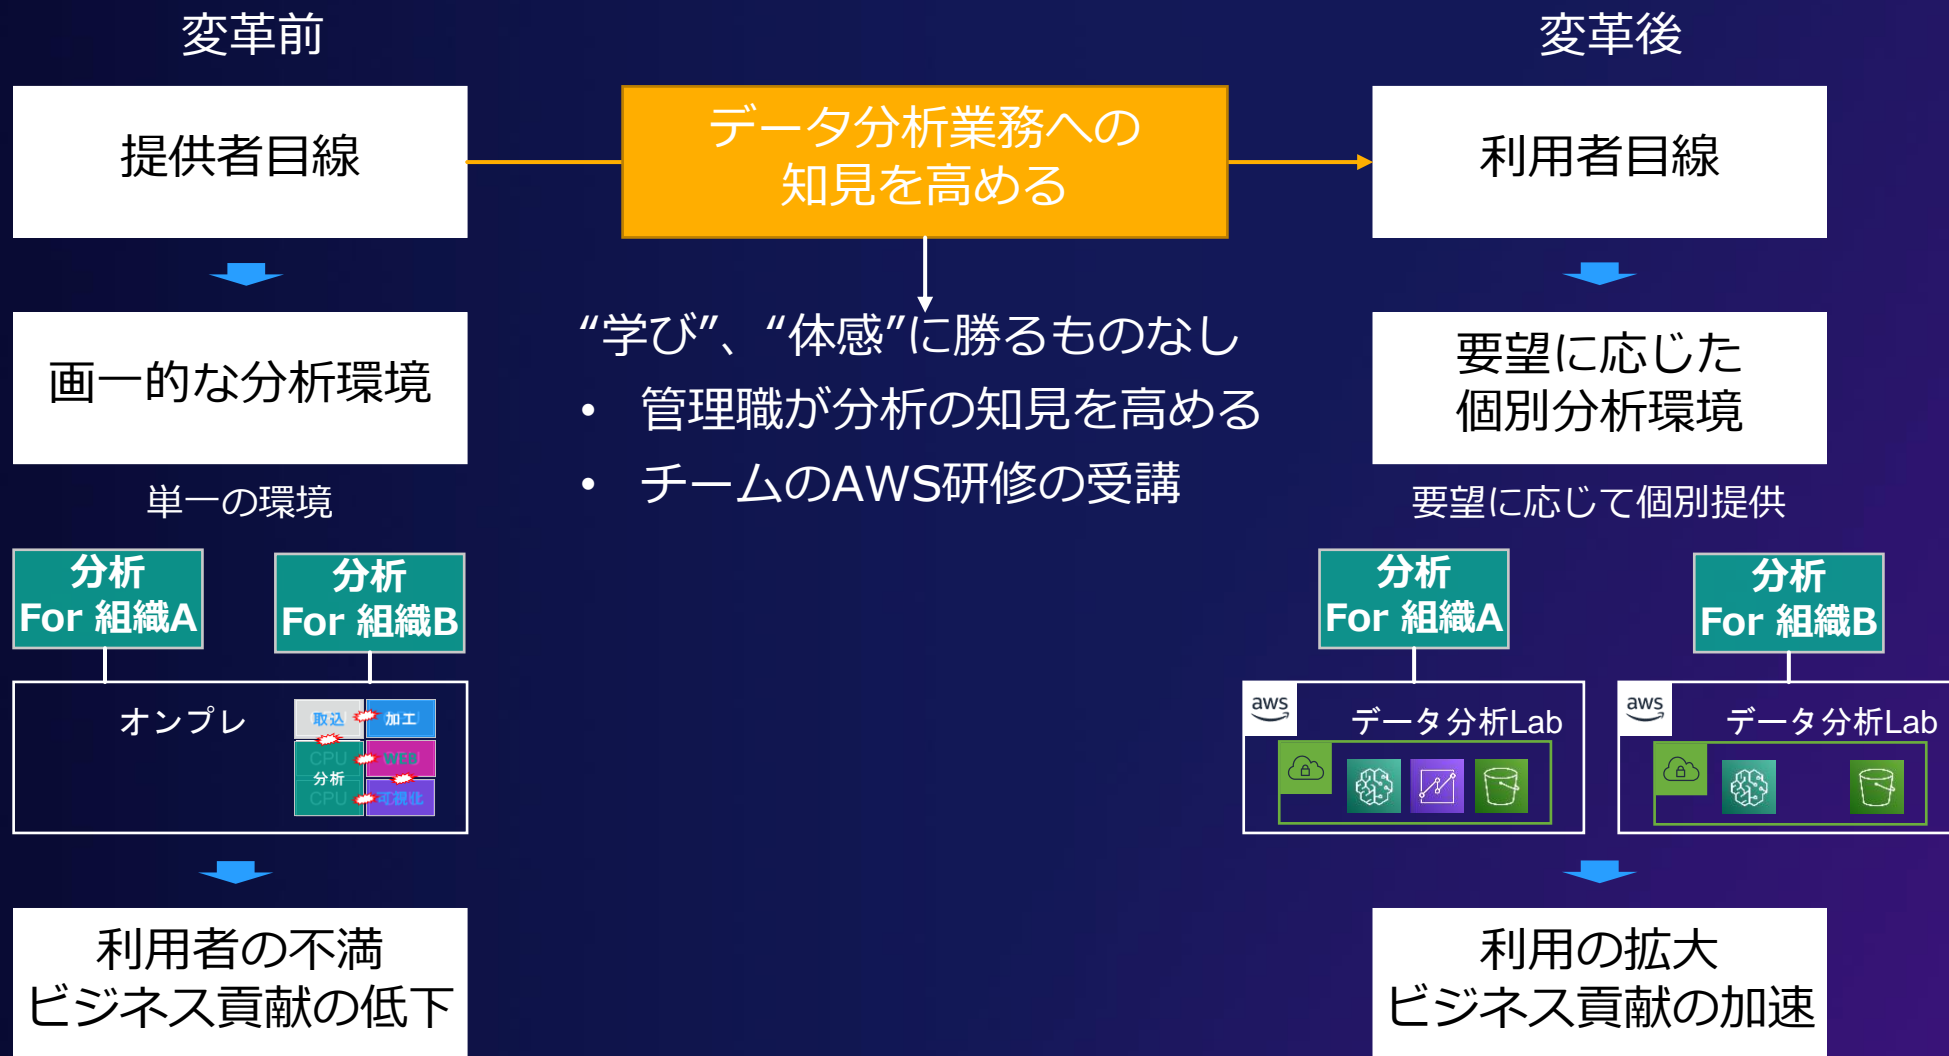 変革前
変革後
提供者目線
データ分析業務への
知見を高める
利用者目線
画一的な分析環境
“学び”、“体感”に勝るものなし
• 管理職が分析の知見を高める
• チームのAWS研修の受講
要望に応じた
個別分析環境
単一の環境
要望に応じて個別提供
分析
For 組織A
分析
For 組織B
分析
For 組織A
分析
For 組織B
オンプレ
取込
加工
CPU
WEB
分析
CPU
可視化
aws
データ分析Lab
aws
データ分析Lab
利用者の不満
ビジネス貢献の低下
利用の拡大
ビジネス貢献の加速